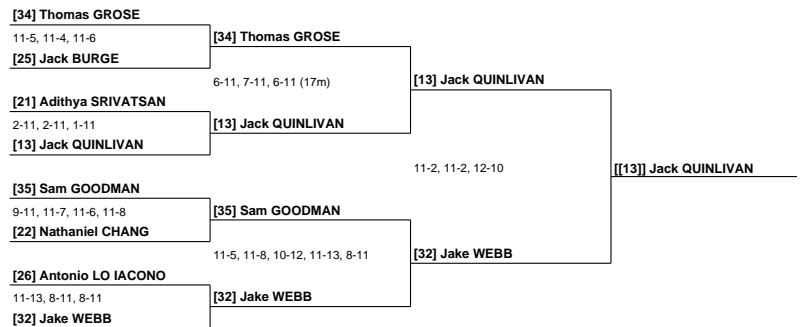 [34] Thomas GROSE
11-5, 11-4, 11-6
[25] Jack BURGE
[34] Thomas GROSE
6-11, 7-11, 6-11 (17m)
[13] Jack QUINLIVAN
[21] Adithya SRIVATSAN
2-11, 2-11, 1-11
[13] Jack QUINLIVAN
[13] Jack QUINLIVAN
11-2, 11-2, 12-10
[[13]] Jack QUINLIVAN
[35] Sam GOODMAN
9-11, 11-7, 11-6, 11-8
[22] Nathaniel CHANG
[35] Sam GOODMAN
11-5, 11-8, 10-12, 11-13, 8-11
[32] Jake WEBB
[26] Antonio LO IACONO
11-13, 8-11, 8-11
[32] Jake WEBB
[32] Jake WEBB